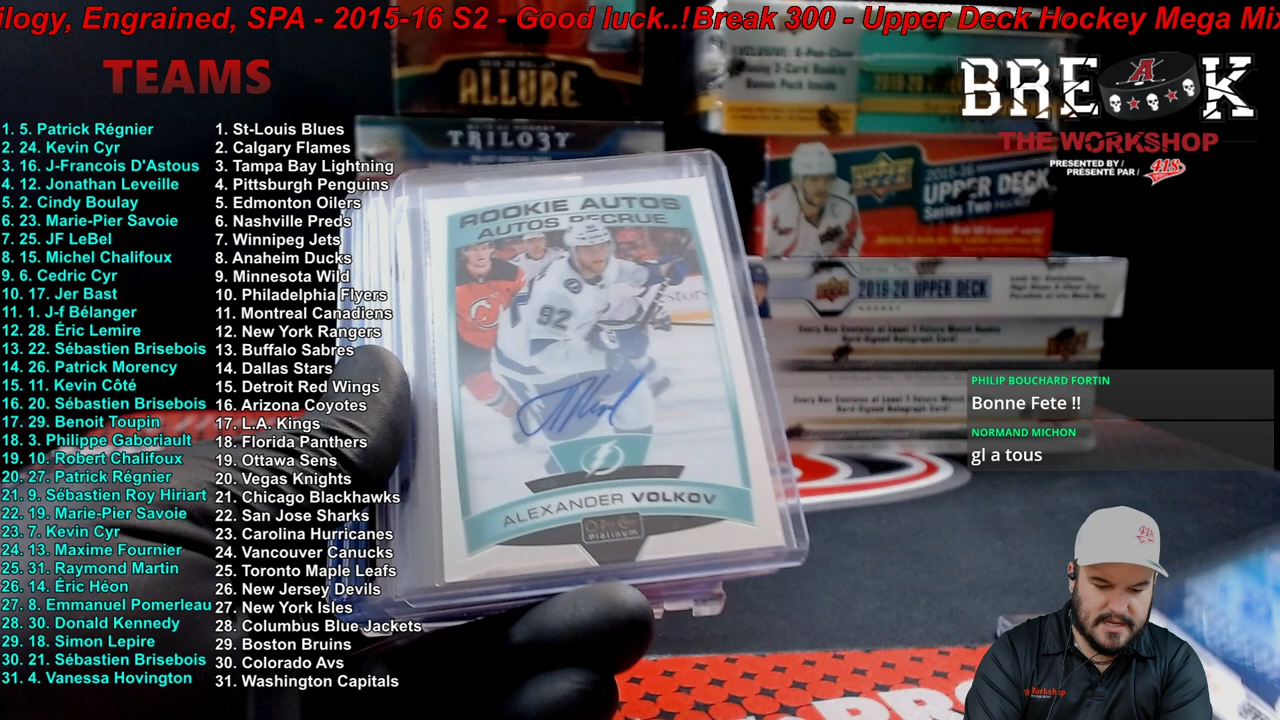 ilogy, Engrained, SPA - 2015-16 S2 - Good luck..! Break 300 - Upper Deck Hockey Mega Mix
TEAMS
1. 5. Patrick Régnier
2. 24. Kevin Cyr
3. 16. J-Francois D'Astous
4. 12. Jonathan Leveille
5. 2. Cindy Boulay
6. 23. Marie-Pier Savoie
7. 25. JF LeBel
8. 15. Michel Chalifoux
9. 6. Cedric Cyr
10. 17. Jer Bast
11. 1. J-f Bélanger
12. 28. Éric Lemire
13. 22. Sébastien Brisebois
14. 26. Patrick Morency
15. 11. Kevin Côté
16. 20. Sébastien Brisebois
17. 29. Benoit Toupin
18. 3. Philippe Gaboriault
19. 10. Robert Chalifoux
20. 27. Patrick Régnier
21. 9. Sébastien Roy Hiriart
22. 19. Marie-Pier Savoie
23. 7. Kevin Cyr
24. 13. Maxime Fournier
25. 31. Raymond Martin
26. 14. Éric Héon
27. 8. Emmanuel Pomerleau
28. 30. Donald Kennedy
29. 18. Simon Lepire
30. 21. Sébastien Brisebois
31. 4. Vanessa Hovington
1. St-Louis Blues
2. Calgary Flames
3. Tampa Bay Lightning
4. Pittsburgh Penguins
5. Edmonton Oilers
6. Nashville Preds
7. Winnipeg Jets
8. Anaheim Ducks
9. Minnesota Wild
10. Philadelphia Flyers
11. Montreal Canadiens
12. New York Rangers
13. Buffalo Sabres
14. Dallas Stars
15. Detroit Red Wings
16. Arizona Coyotes
17. L.A. Kings
18. Florida Panthers
19. Ottawa Sens
20. Vegas Knights
21. Chicago Blackhawks
22. San Jose Sharks
23. Carolina Hurricanes
24. Vancouver Canucks
25. Toronto Maple Leafs
26. New Jersey Devils
27. New York Isles
28. Columbus Blue Jackets
29. Boston Bruins
30. Colorado Avs
31. Washington Capitals
ALLURE
TRILOGY
ROOKIE AUTOS
AUTOS RECRUE
92
ALEXANDER VOLKOV
O-Pee-Chee
Platinum
2015-16
UPPER DECK
Series Two
2019-20 UPPER DECK
BREAK
THE WORKSHOP
PRESENTED BY /
PRÉSENTÉ PAR /
418
PHILIP BOUCHARD FORTIN
Bonne Fete !!
NORMAND MICHON
gl a tous